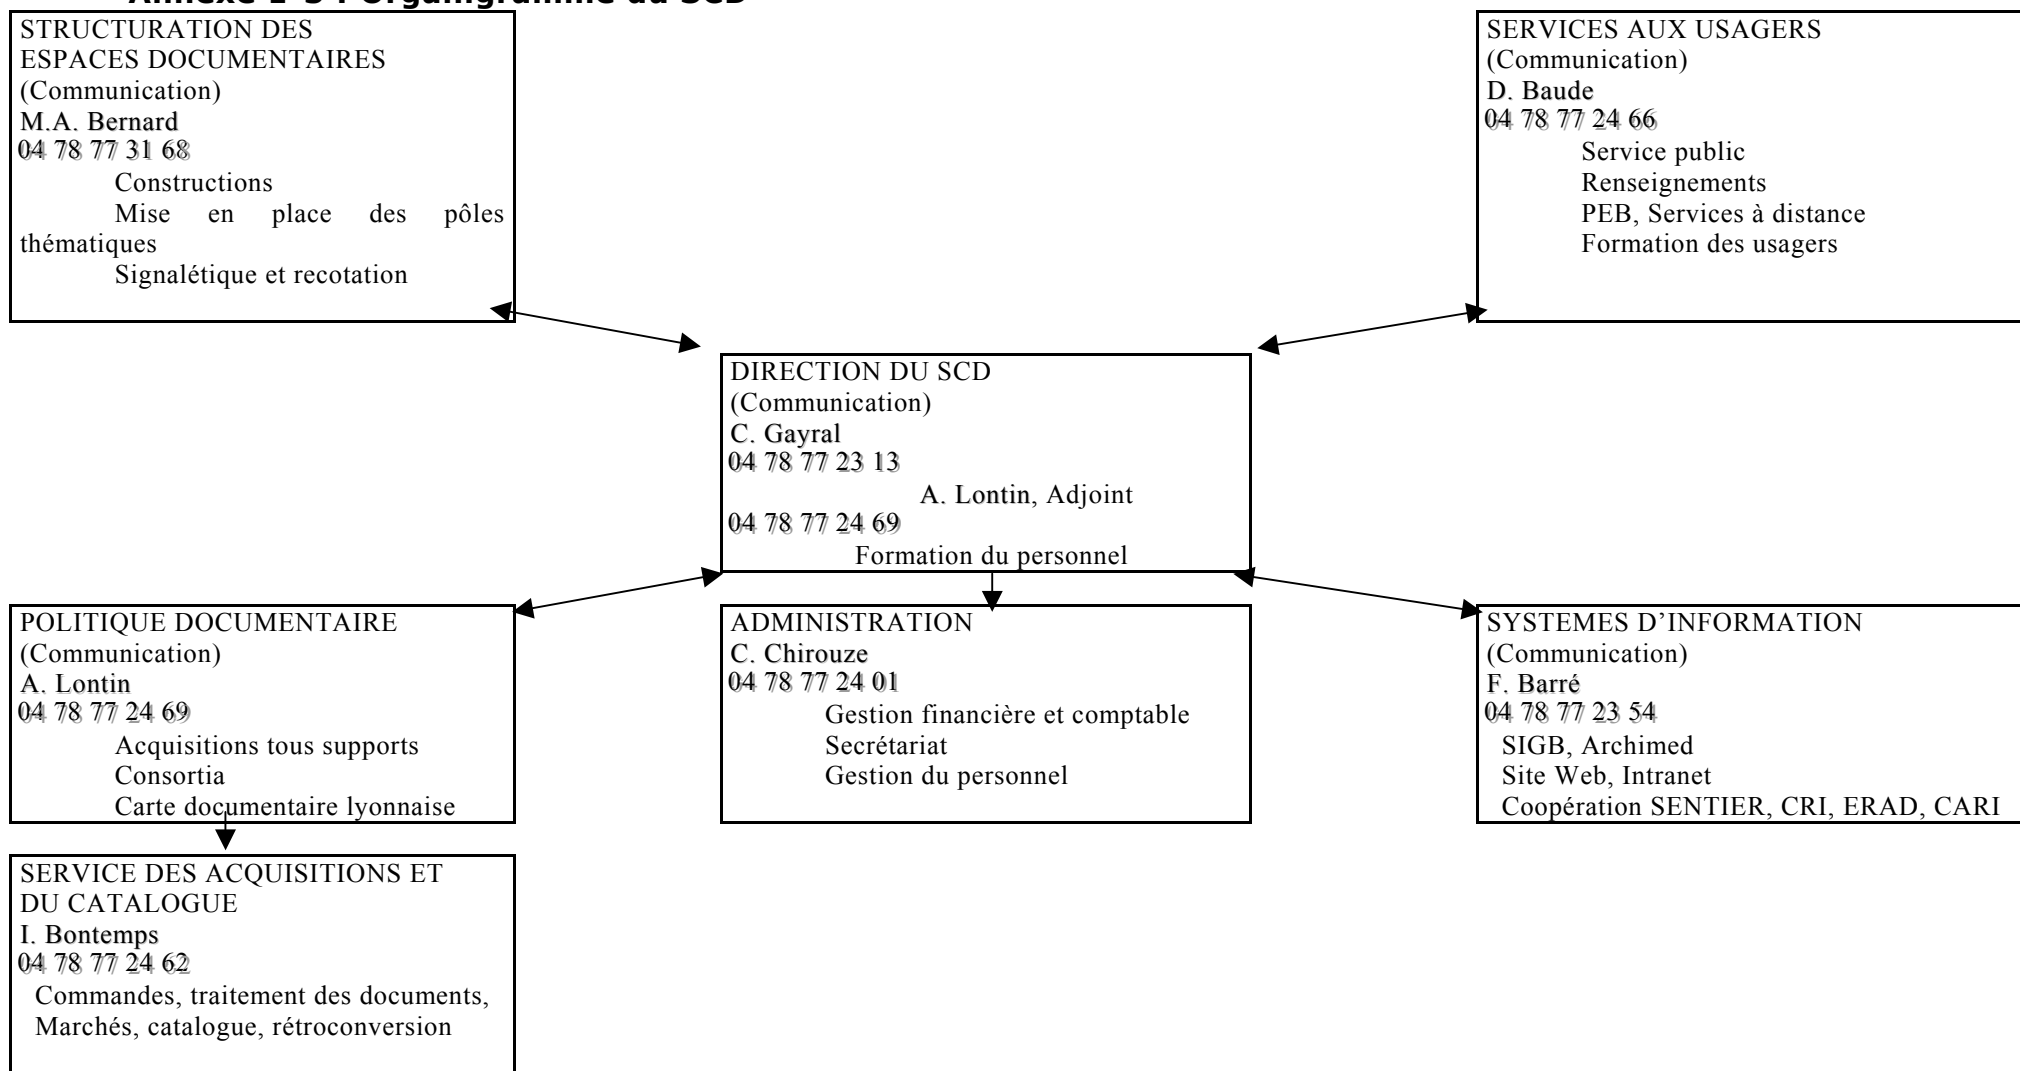 Annexe 1-3 : Organigramme du SCD
STRUCTURATION DES
ESPACES DOCUMENTAIRES
(Communication)
M.A. Bernard
04 78 77 31 68
Constructions
Mise en place des pôles
thématiques
Signalétique et recotation
SERVICES AUX USAGERS
(Communication)
D. Baude
04 78 77 24 66
Service public
Renseignements
PEB, Services à distance
Formation des usagers
DIRECTION DU SCD
(Communication)
C. Gayral
04 78 77 23 13
A. Lontin, Adjoint
04 78 77 24 69
Formation du personnel
POLITIQUE DOCUMENTAIRE
(Communication)
A. Lontin
04 78 77 24 69
Acquisitions tous supports
Consortia
Carte documentaire lyonnaise
ADMINISTRATION
C. Chirouze
04 78 77 24 01
Gestion financière et comptable
Secrétariat
Gestion du personnel
SYSTEMES D'INFORMATION
(Communication)
F. Barré
04 78 77 23 54
SIGB, Archimed
Site Web, Intranet
Coopération SENTIER, CRI, ERAD, CARI
SERVICE DES ACQUISITIONS ET
DU CATALOGUE
I. Bontemps
04 78 77 24 62
Commandes, traitement des documents,
Marchés, catalogue, rétroconversion